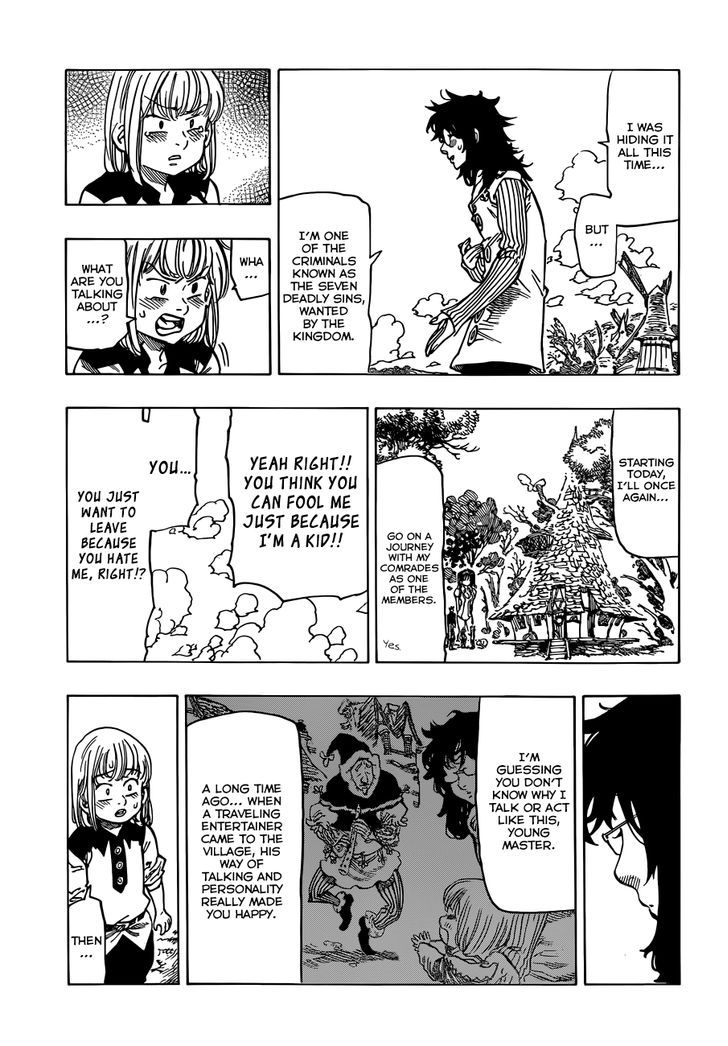 I WAS
HIDING IT
ALL THIS
TIME...
BUT
...
I'M ONE
OF THE
CRIMINALS
KNOWN AS
THE SEVEN
DEADLY SINS,
WANTED
BY THE
KINGDOM.
WHA
...
WHAT
ARE YOU
TALKING
ABOUT
...?
STARTING
TODAY,
I'LL ONCE
AGAIN...
GO ON A
JOURNEY
WITH MY
COMRADES
AS ONE
OF THE
MEMBERS.
Yes
YEAH RIGHT!!
YOU THINK YOU
CAN FOOL ME
JUST BECAUSE
I'M A KID!!
YOU...
YOU JUST
WANT TO
LEAVE
BECAUSE
YOU HATE
ME, RIGHT!?
I'M
GUESSING
YOU DON'T
KNOW WHY I
TALK OR ACT
LIKE THIS,
YOUNG
MASTER.
A LONG TIME
AGO... WHEN
A TRAVELING
ENTERTAINER
CAME TO THE
VILLAGE, HIS
WAY OF
TALKING AND
PERSONALITY
REALLY MADE
YOU HAPPY.
THEN
...